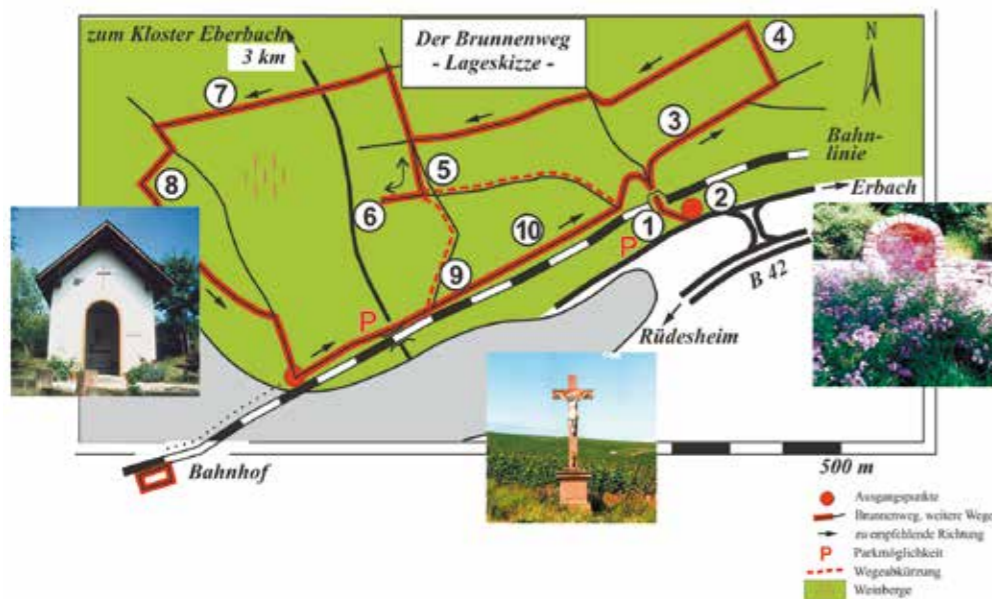 zum Kloster Eberbach
3 km
Der Brunnenweg
- Lageskizze -
N
4
7
3
Bahn-
linie
5
Erbach
8
6
2
1
10
P
9
B 42
P
Rüdesheim
Bahnhof
500 m
Ausgangspunkte
Brunnenweg, weitere Wege
zu empfehlende Richtung
P Parkmöglichkeit
Wegeabkürzung
Weinberge